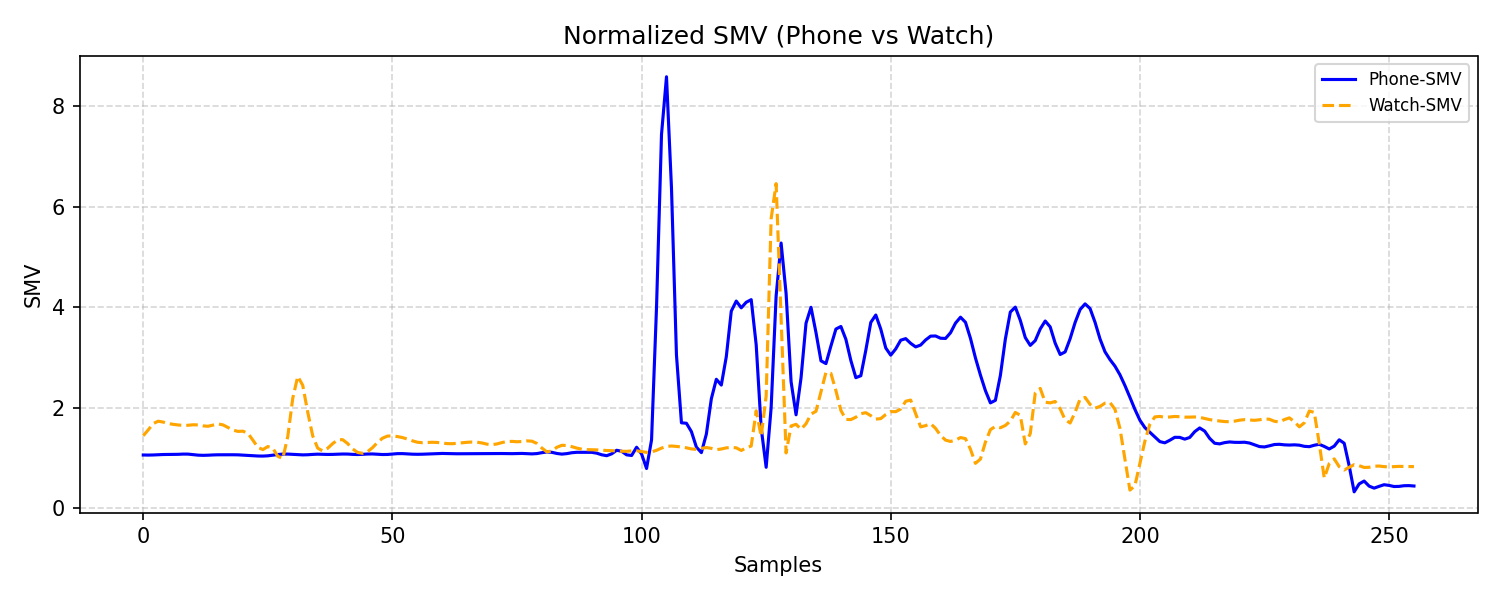 Normalized SMV (Phone vs Watch)
Phone-SMV
Watch-SMV
SMV
8
6
4
2
0
0 50 100 150 200 250
Samples